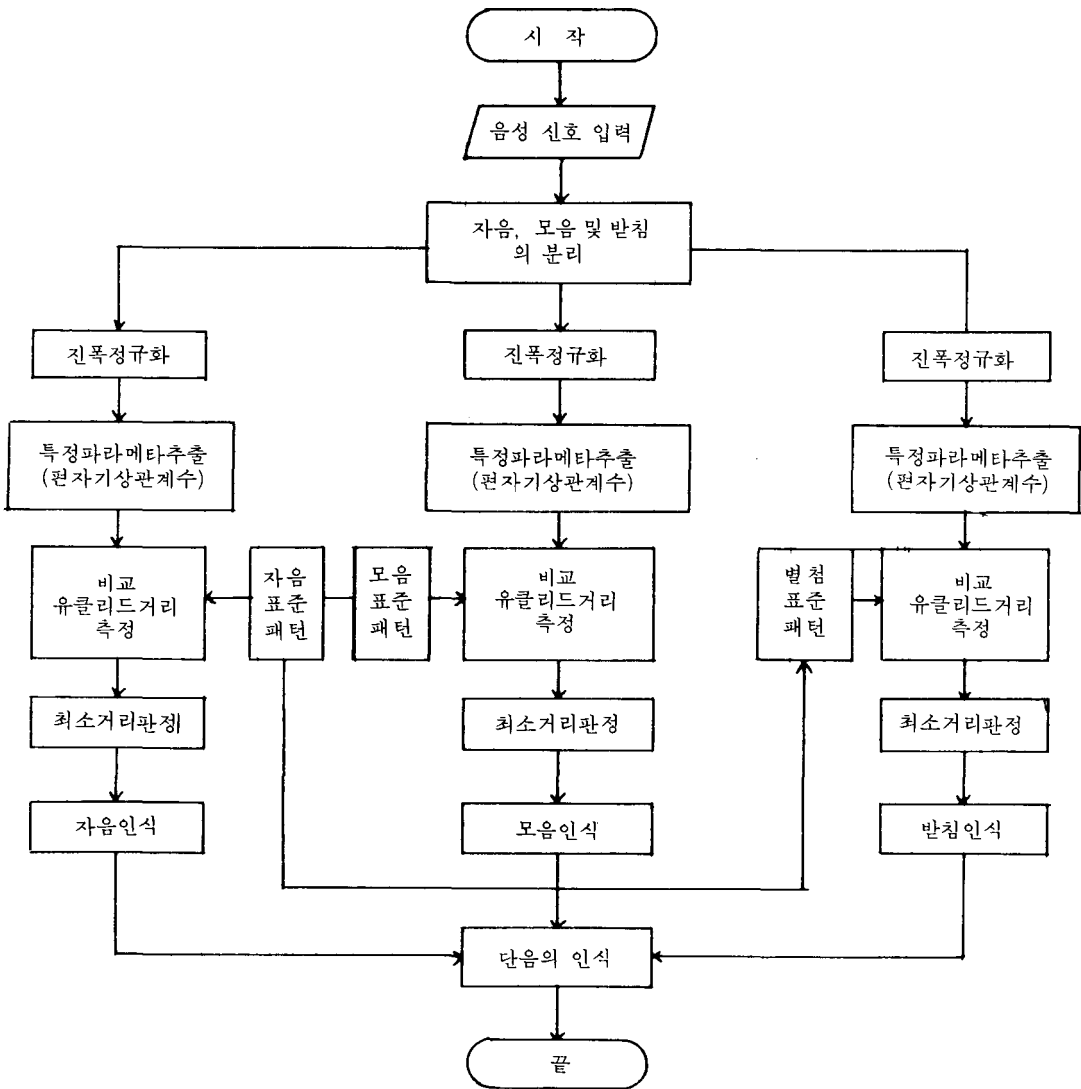 시 작
음성 신호 입력
자음, 모음 및 받침
의 분리
진폭정규화
진폭정규화
진폭정규화
특정파라메타추출
(편자기상관계수)
특정파라메타추출
(편자기상관계수)
특정파라메타추출
(편자기상관계수)
비교
유클리드거리
측정
자음
표준
패턴
모음
표준
패턴
비교
유클리드거리
측정
별첨
표준
패턴
비교
유클리드거리
측정
최소거리판정
최소거리판정
최소거리판정
자음인식
모음인식
받침인식
단음의 인식
끝